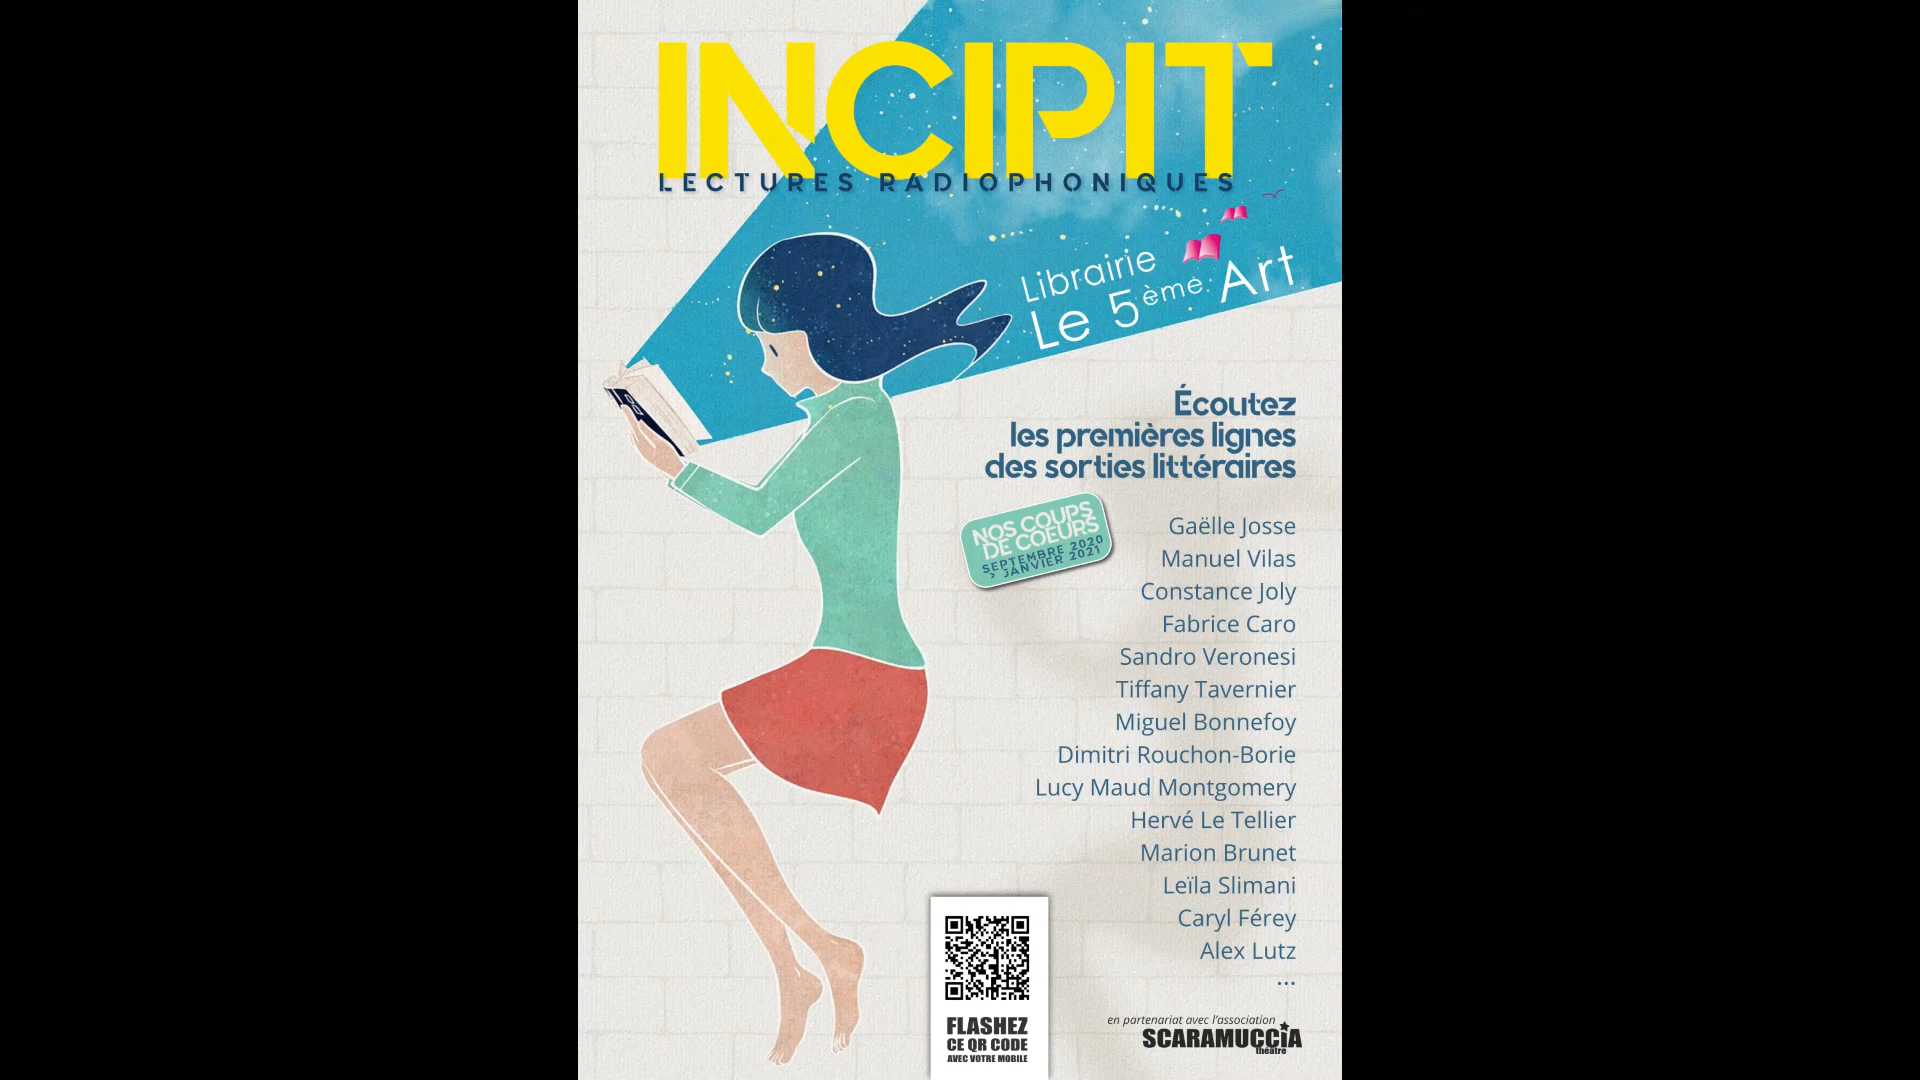 INCIPIT
LECTURES RADIOPHONIQUES
Librairie
Le 5ème Art
Écoutez
les premières lignes
des sorties littéraires
NOS COUPS
DE COEURS
SEPTEMBRE 2020
> JANVIER 2021
Gaëlle Josse
Manuel Vilas
Constance Joly
Fabrice Caro
Sandro Veronesi
Tiffany Tavernier
Miguel Bonnefoy
Dimitri Rouchon-Borie
Lucy Maud Montgomery
Hervé Le Tellier
Marion Brunet
Leïla Slimani
Caryl Férey
Alex Lutz
...
FLASHEZ
CE QR CODE
AVEC VOTRE MOBILE
en partenariat avec l'association
SCARAMUCCiA
théatre